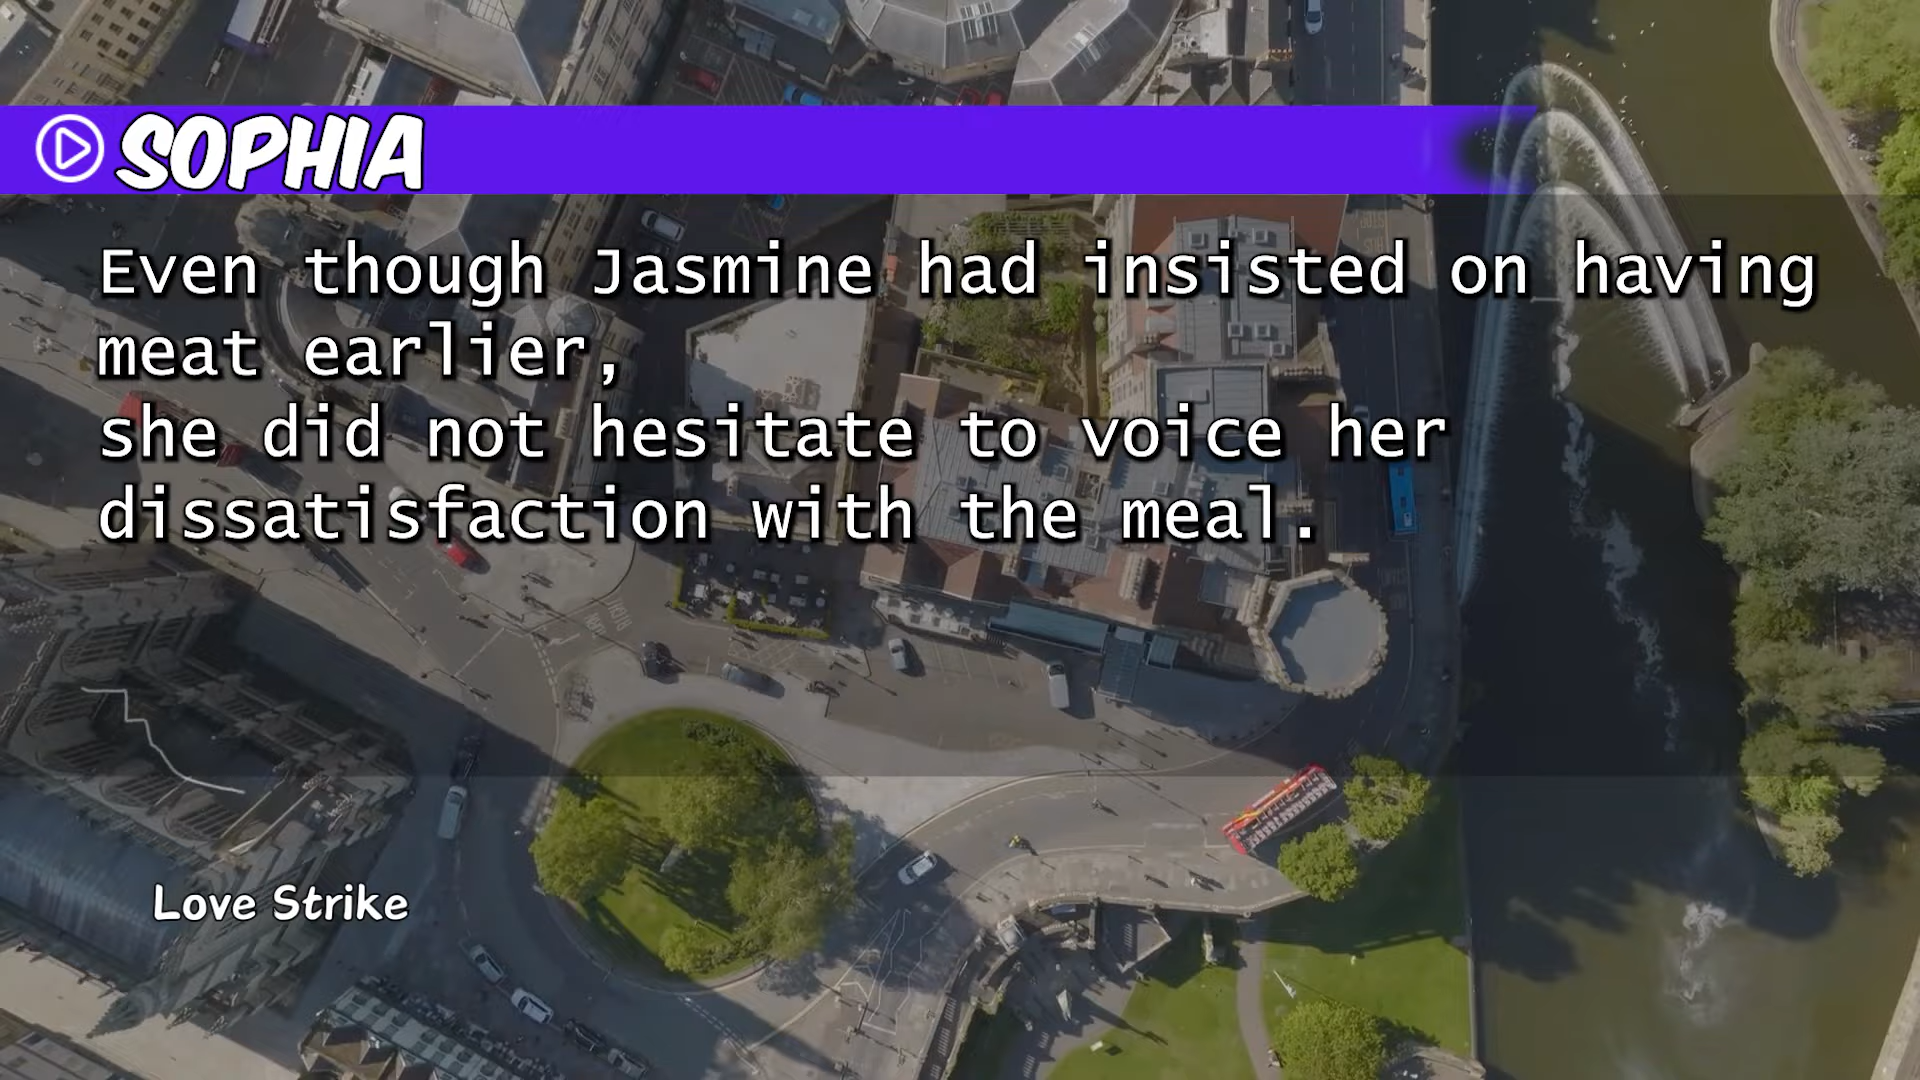 SOPHIA
Even though Jasmine had insisted on having
meat earlier,
she did not hesitate to voice her
dissatisfaction with the meal.
Love Strike